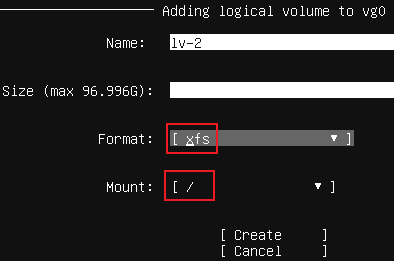 Adding logical volume to vg0
Name: lv-2
Size (max 96.996G):
Format: [ xfs ▼ ]
Mount: [ / ▼ ]
[ Create ]
[ Cancel ]